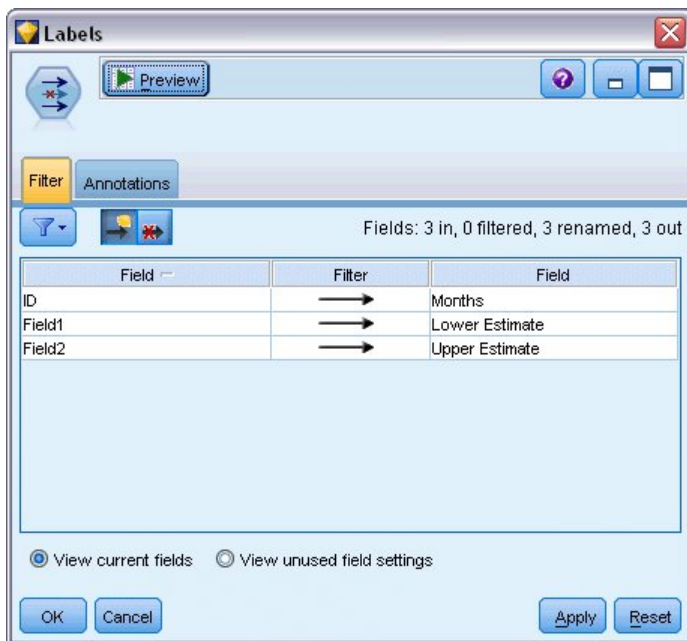 Labels
Preview
Filter Annotations
Fields: 3 in, 0 filtered, 3 renamed, 3 out
Field Filter Field
ID Months
Field1 Lower Estimate
Field2 Upper Estimate
View current fields View unused field settings
OK Cancel Apply Reset